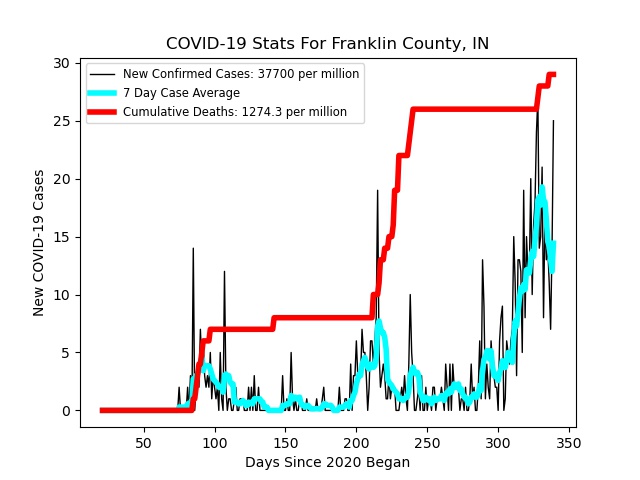 COVID-19 Stats For Franklin County, IN
New Confirmed Cases: 37700 per million
7 Day Case Average
Cumulative Deaths: 1274.3 per million
New COVID-19 Cases
30
25
20
15
10
5
0
50 100 150 200 250 300 350
Days Since 2020 Began